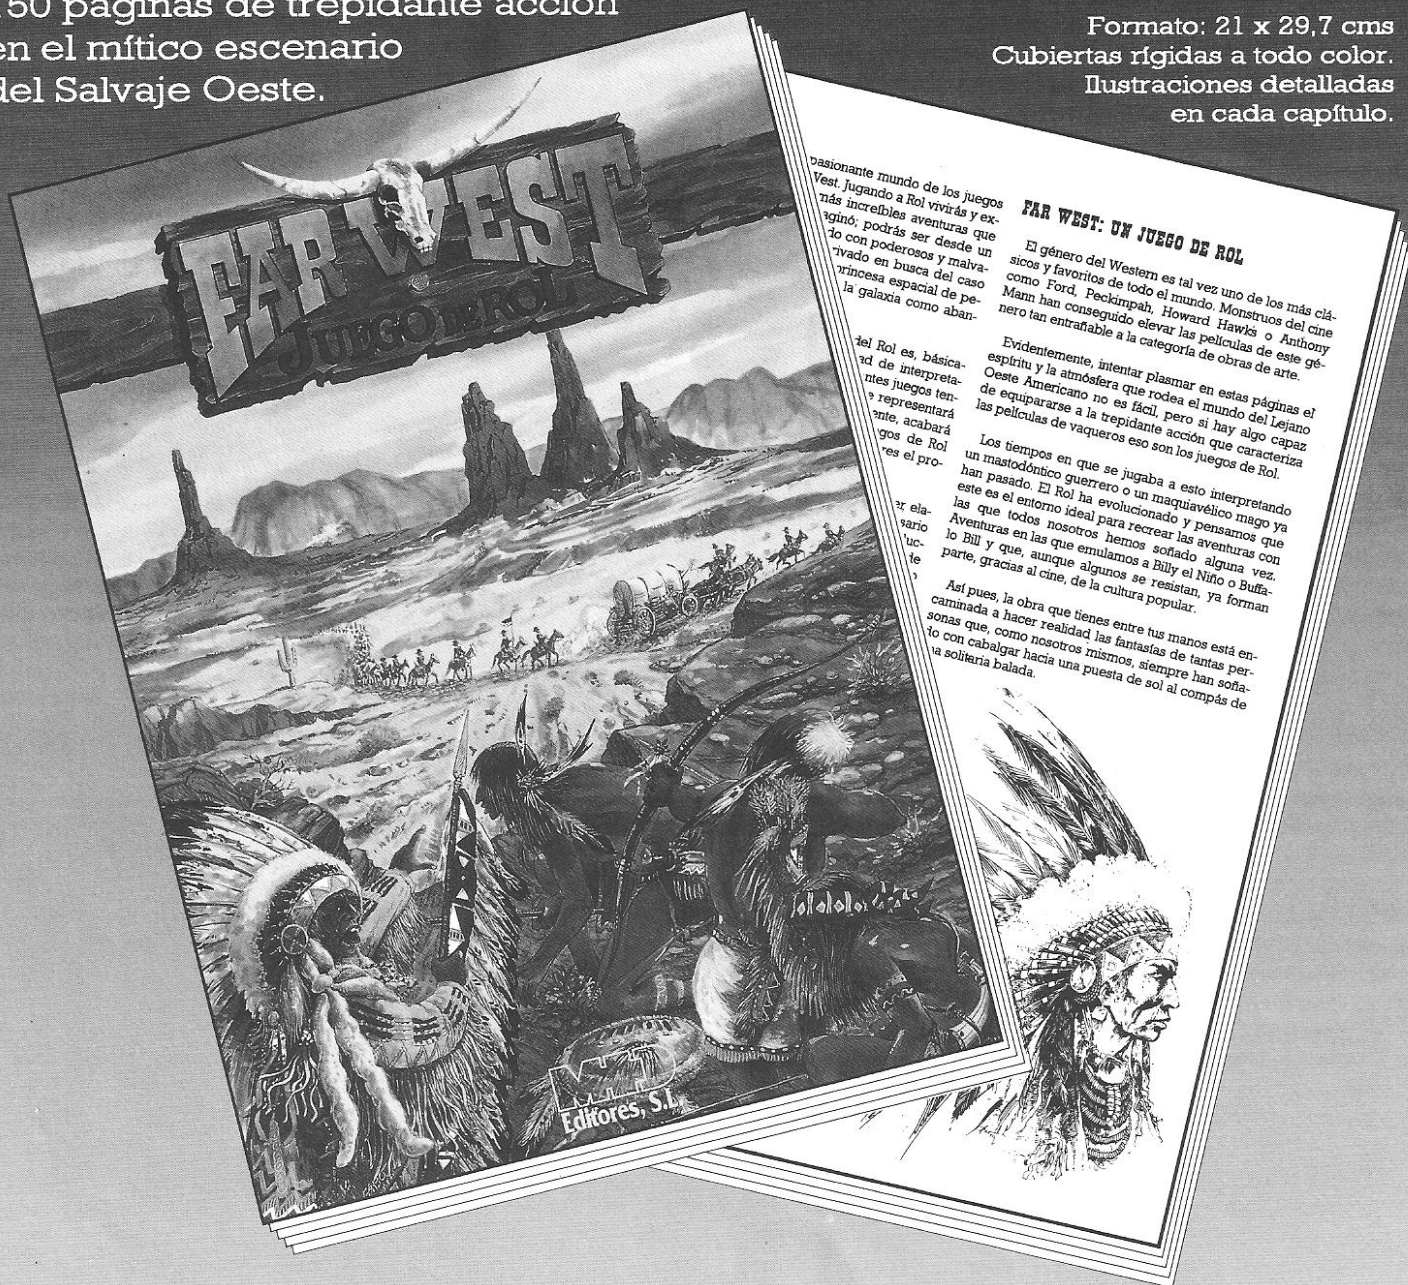 150 páginas de trepidante acción
en el mítico escenario
del Salvaje Oeste.
Formato: 21 x 29,7 cms
Cubiertas rígidas a todo color.
Ilustraciones detalladas
en cada capítulo.
FAR WEST
JUEGO DE ROL
Editores, S.L.
pasionante mundo de los juegos
Vest. Jugando a Rol vivirás y ex-
más increíbles aventuras que
aginó; podrás ser desde un
do con poderosos y malva-
rivado en busca del caso
princesa espacial de pe-
la galaxia como aban-
del Rol es, básica-
ad de interpreta-
ntes juegos ten-
e representará
ente, acabará
gos de Rol
res el pro-
er, ela-
sario
luc-
de
FAR WEST: UN JUEGO DE ROL
El género del Western es tal vez uno de los más clá-
sicos y favoritos de todo el mundo. Monstruos del cine
como Ford, Peckimpah, Howard Hawks o Anthony
Mann han conseguido elevar las películas de este gé-
nero tan entrañable a la categoría de obras de arte.
Evidentemente, intentar plasmar en estas páginas el
espíritu y la atmósfera que rodea el mundo del Lejano
Oeste Americano no es fácil, pero si hay algo capaz
de equipararse a la trepidante acción que caracteriza
las películas de vaqueros eso son los juegos de Rol.
Los tiempos en que se jugaba a esto interpretando
un mastodóntico guerrero o un maquiavélico mago ya
han pasado. El Rol ha evolucionado y pensamos que
este es el entorno ideal para recrear las aventuras con
las que todos nosotros hemos soñado alguna vez.
Aventuras en las que emulamos a Billy el Niño o Buffa-
lo Bill y que, aunque algunos se resistan, ya forman
parte, gracias al cine, de la cultura popular.
Así pues, la obra que tienes entre tus manos está en-
caminada a hacer realidad las fantasías de tantas per-
sonas que, como nosotros mismos, siempre han soña-
do con cabalgar hacia una puesta de sol al compás de
na solitaria balada.